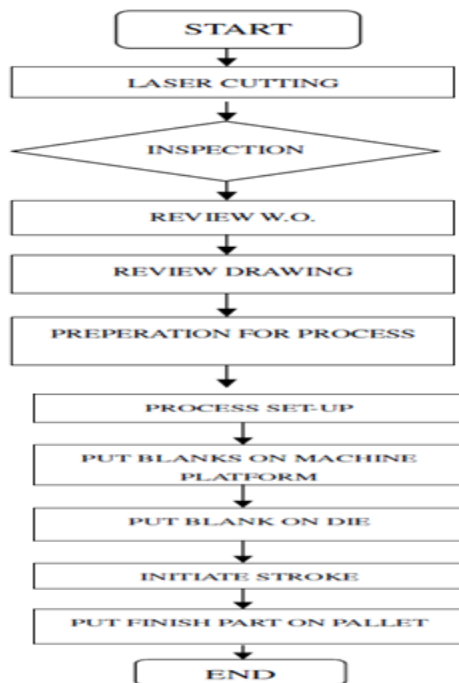 START
LASER CUTTING
INSPECTION
REVIEW W.O.
REVIEW DRAWING
PREPERATION FOR PROCESS
PROCESS SET-UP
PUT BLANKS ON MACHINE
PLATFORM
PUT BLANK ON DIE
INITIATE STROKE
PUT FINISH PART ON PALLET
END